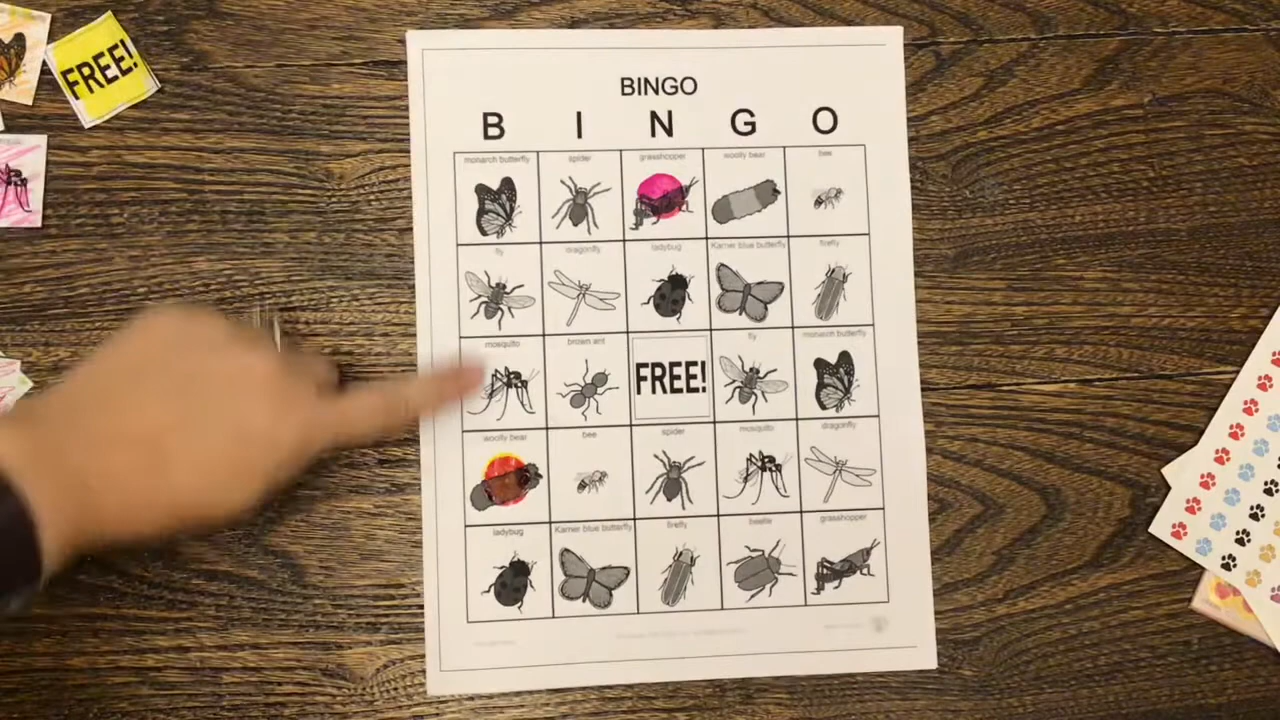 FREE!
BINGO
B I N G O
monarch butterfly spider grasshopper woolly bear bee
fly dragonfly ladybug Karner blue butterfly firefly
mosquito brown ant FREE! fly monarch butterfly
woolly bear bee spider mosquito dragonfly
ladybug Karner blue butterfly firefly beetle grasshopper